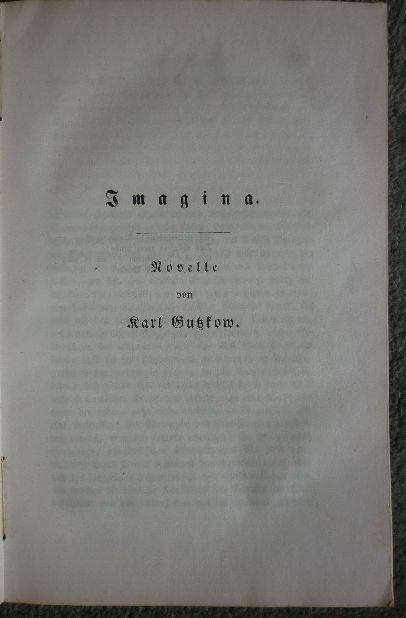 Imagina.
Novelle
von
Karl Gutzkow.